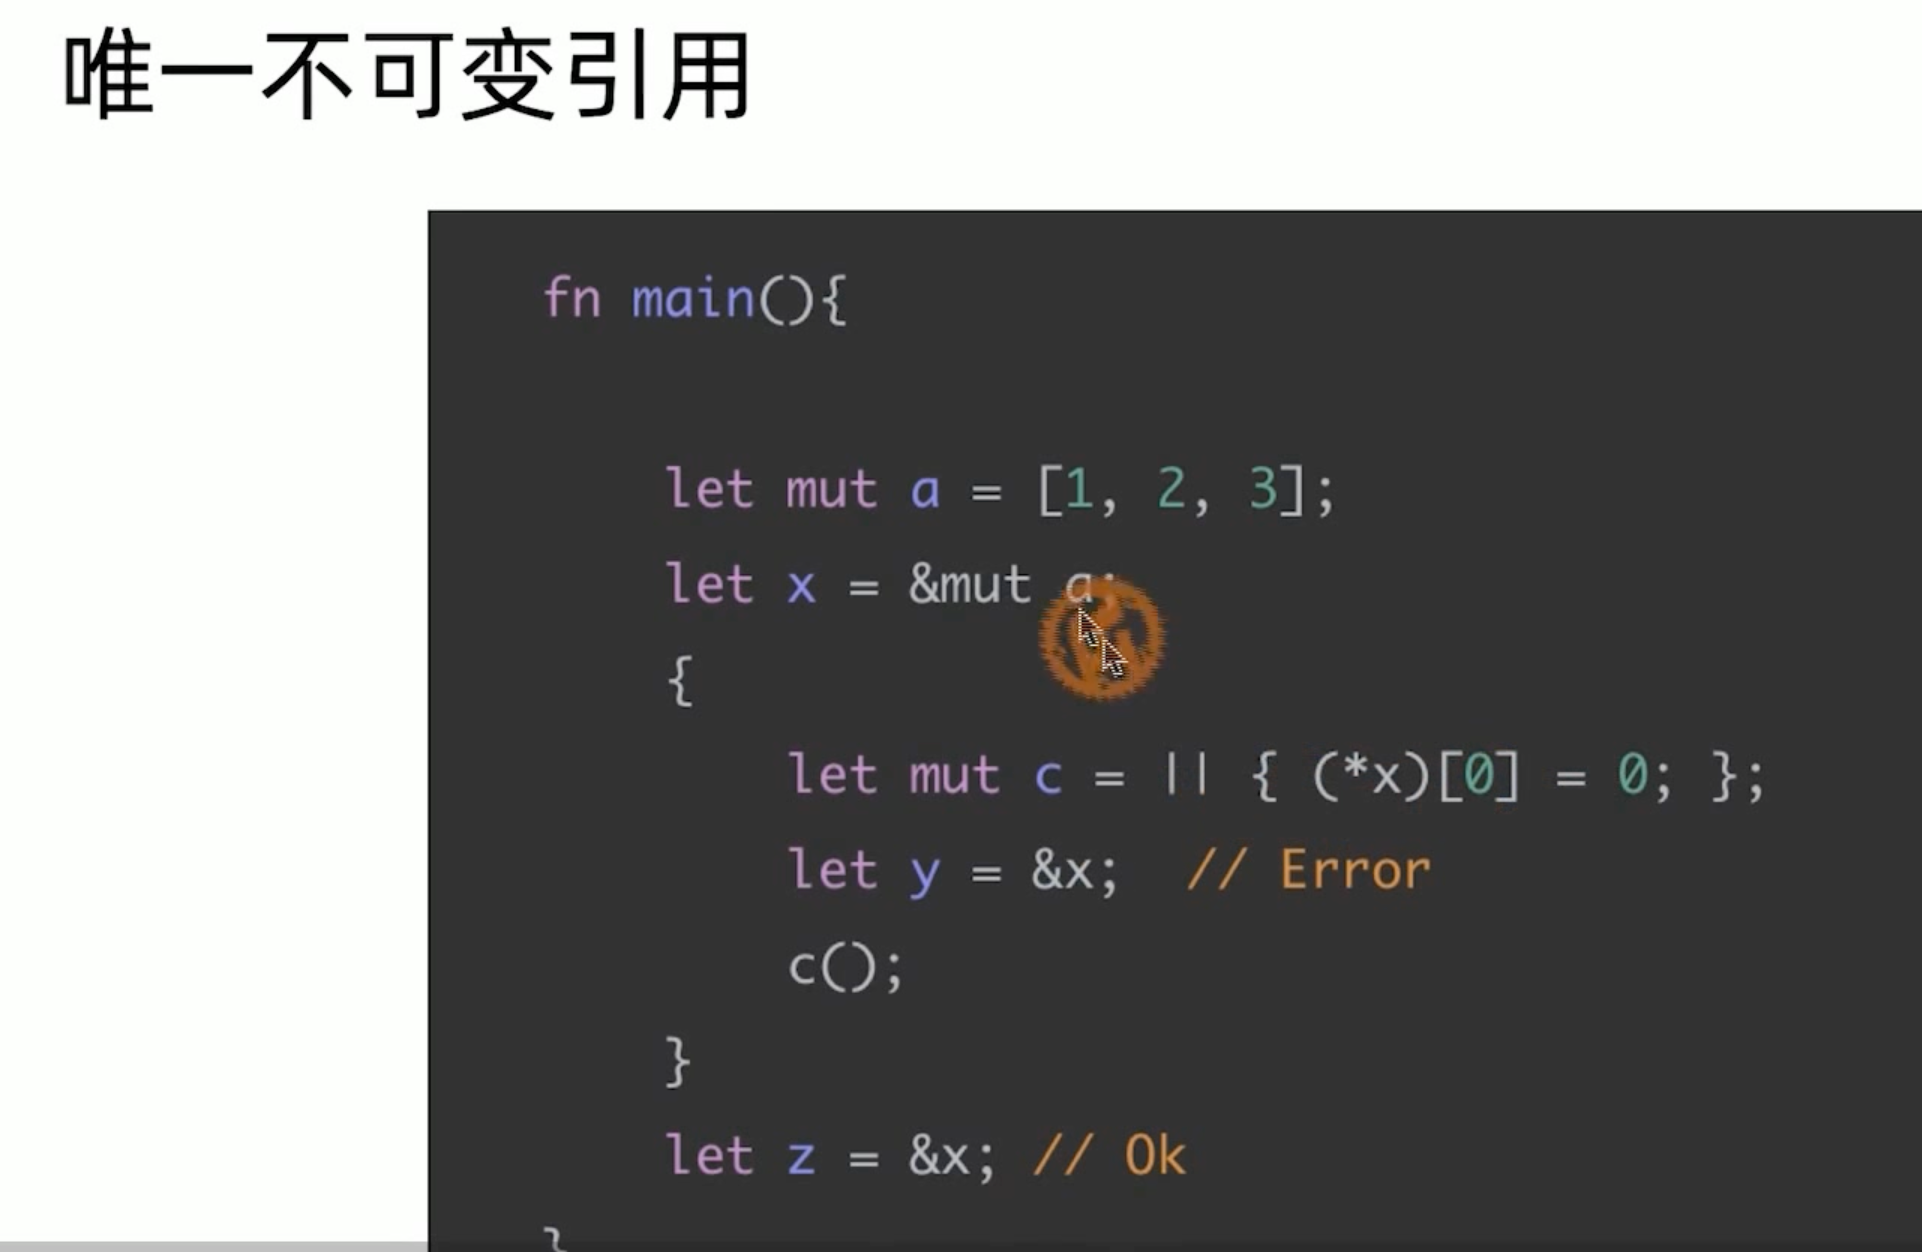 唯一不可变引用
fn main(){
let mut a = [1, 2, 3];
let x = &mut a;
{
let mut c = || { (*x)[0] = 0; };
let y = &x;  // Error
c();
}
let z = &x; // Ok
}